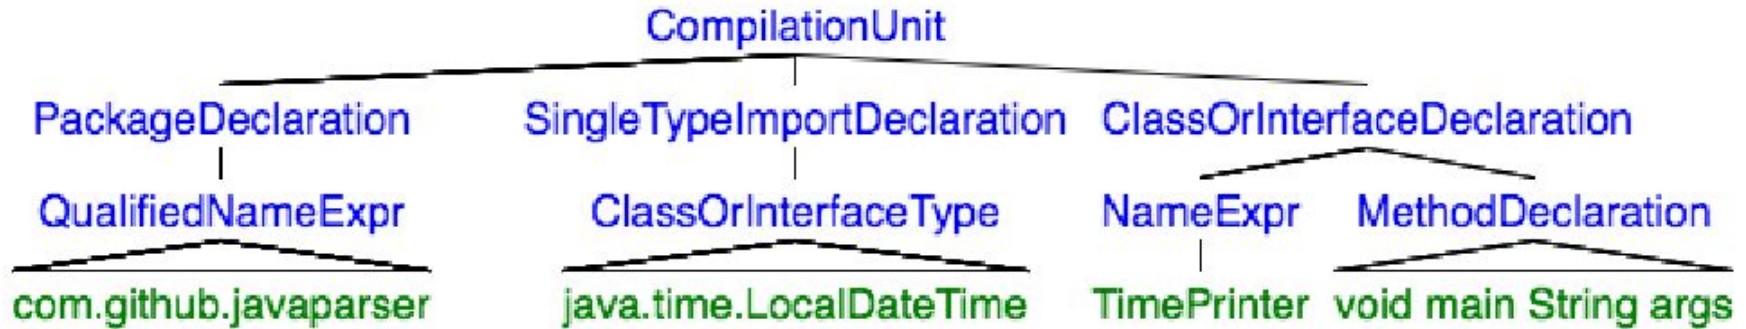 CompilationUnit
PackageDeclaration SingleTypeImportDeclaration ClassOrInterfaceDeclaration
QualifiedNameExpr ClassOrInterfaceType NameExpr MethodDeclaration
com.github.javaparser java.time.LocalDateTime TimePrinter void main String args